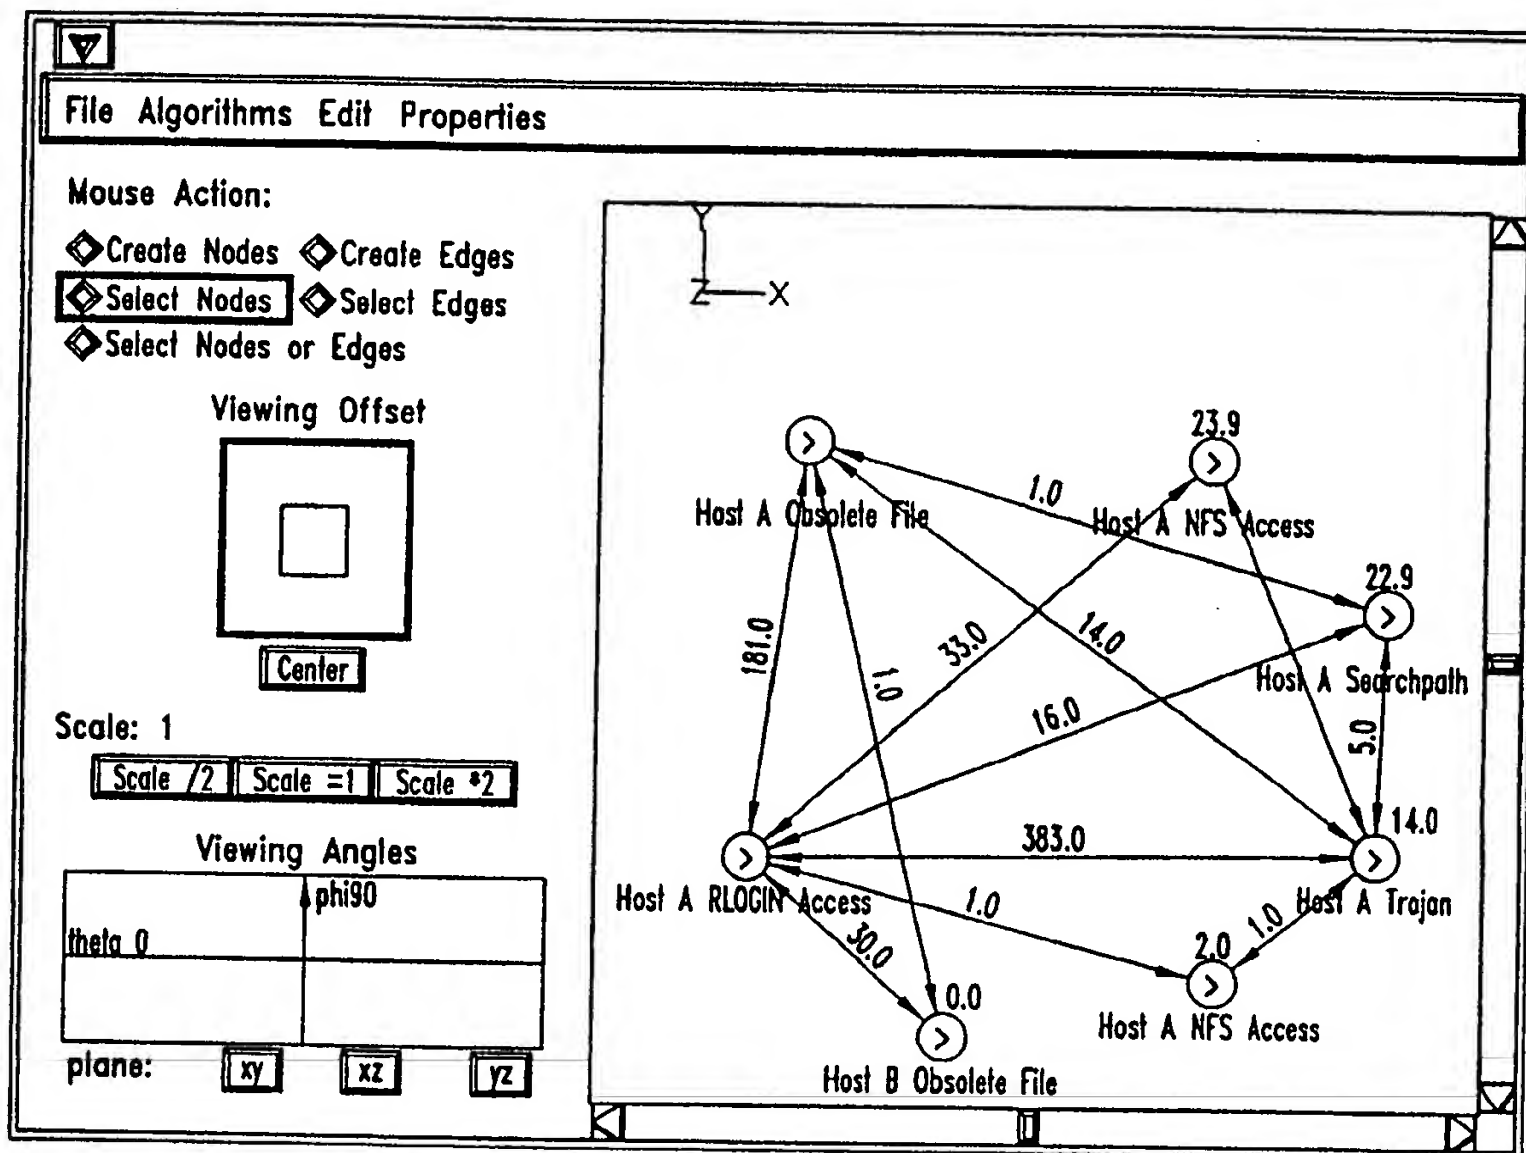 File Algorithms Edit Properties
Mouse Action:
Create Nodes Create Edges
Select Nodes Select Edges
Select Nodes or Edges
Viewing Offset
Center
Scale: 1
Scale /2 Scale =1 Scale *2
Viewing Angles
phi90
theta 0
plane: xy xz yz
Y
Z X
23.9
1.0
Host A Obsolete File
Host A NFS Access
22.9
181.0
33.0
14.0
1.0
Host A Searchpath
16.0
5.0
14.0
383.0
Host A RLOGIN Access
1.0
Host A Trojan
30.0
1.0
2.0
0.0
Host A NFS Access
Host B Obsolete File